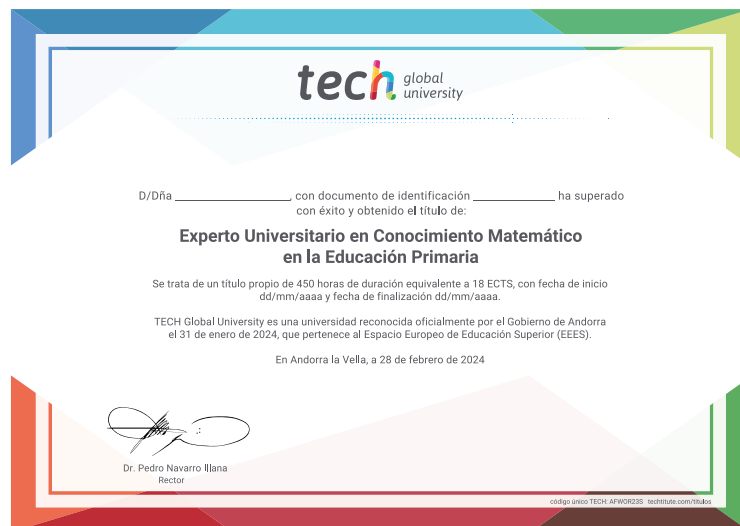 tech global
university
D/Dña ____________________, con documento de identificación ______________ ha superado
con éxito y obtenido el título de:
Experto Universitario en Conocimiento Matemático
en la Educación Primaria
Se trata de un título propio de 450 horas de duración equivalente a 18 ECTS, con fecha de inicio
dd/mm/aaaa y fecha de finalización dd/mm/aaaa.
TECH Global University es una universidad reconocida oficialmente por el Gobierno de Andorra
el 31 de enero de 2024, que pertenece al Espacio Europeo de Educación Superior (EEES).
En Andorra la Vella, a 28 de febrero de 2024
Dr. Pedro Navarro Illana
Rector
código único TECH: AFWOR23S techtitute.com/titulos